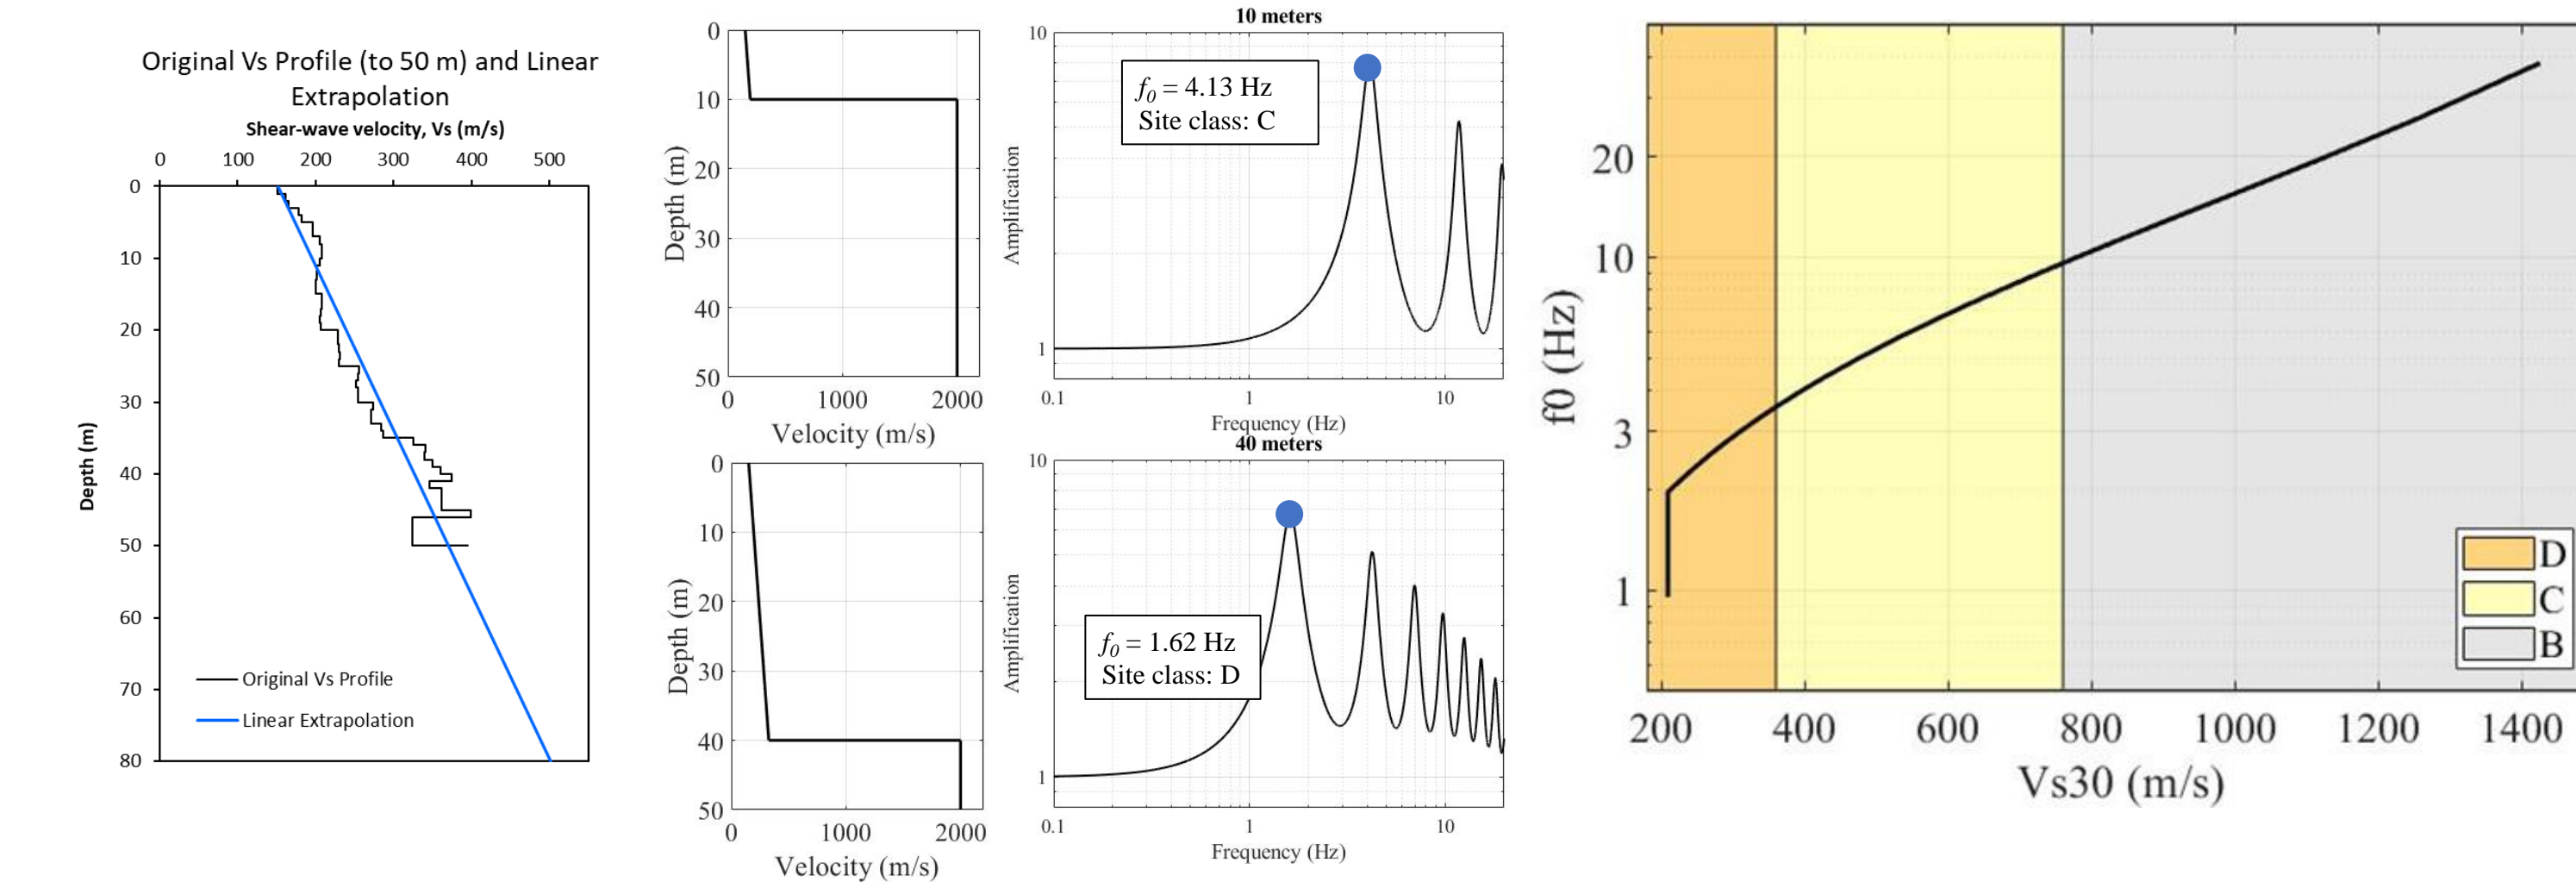 Original Vs Profile (to 50 m) and Linear
Extrapolation
Shear-wave velocity, Vs (m/s)
0 100 200 300 400 500
0
10
20
30
40
50
60
70
80
Depth (m)
Original Vs Profile
Linear Extrapolation
0
10
20
30
40
50
Depth (m)
0 1000 2000
Velocity (m/s)
10 meters
10
1
Amplification
f0 = 4.13 Hz
Site class: C
0.1 1 10
Frequency (Hz)
0
10
20
30
40
50
Depth (m)
0 1000 2000
Velocity (m/s)
40 meters
10
1
Amplification
f0 = 1.62 Hz
Site class: D
0.1 1 10
Frequency (Hz)
20
10
3
1
f0 (Hz)
D
C
B
200 400 600 800 1000 1200 1400
Vs30 (m/s)